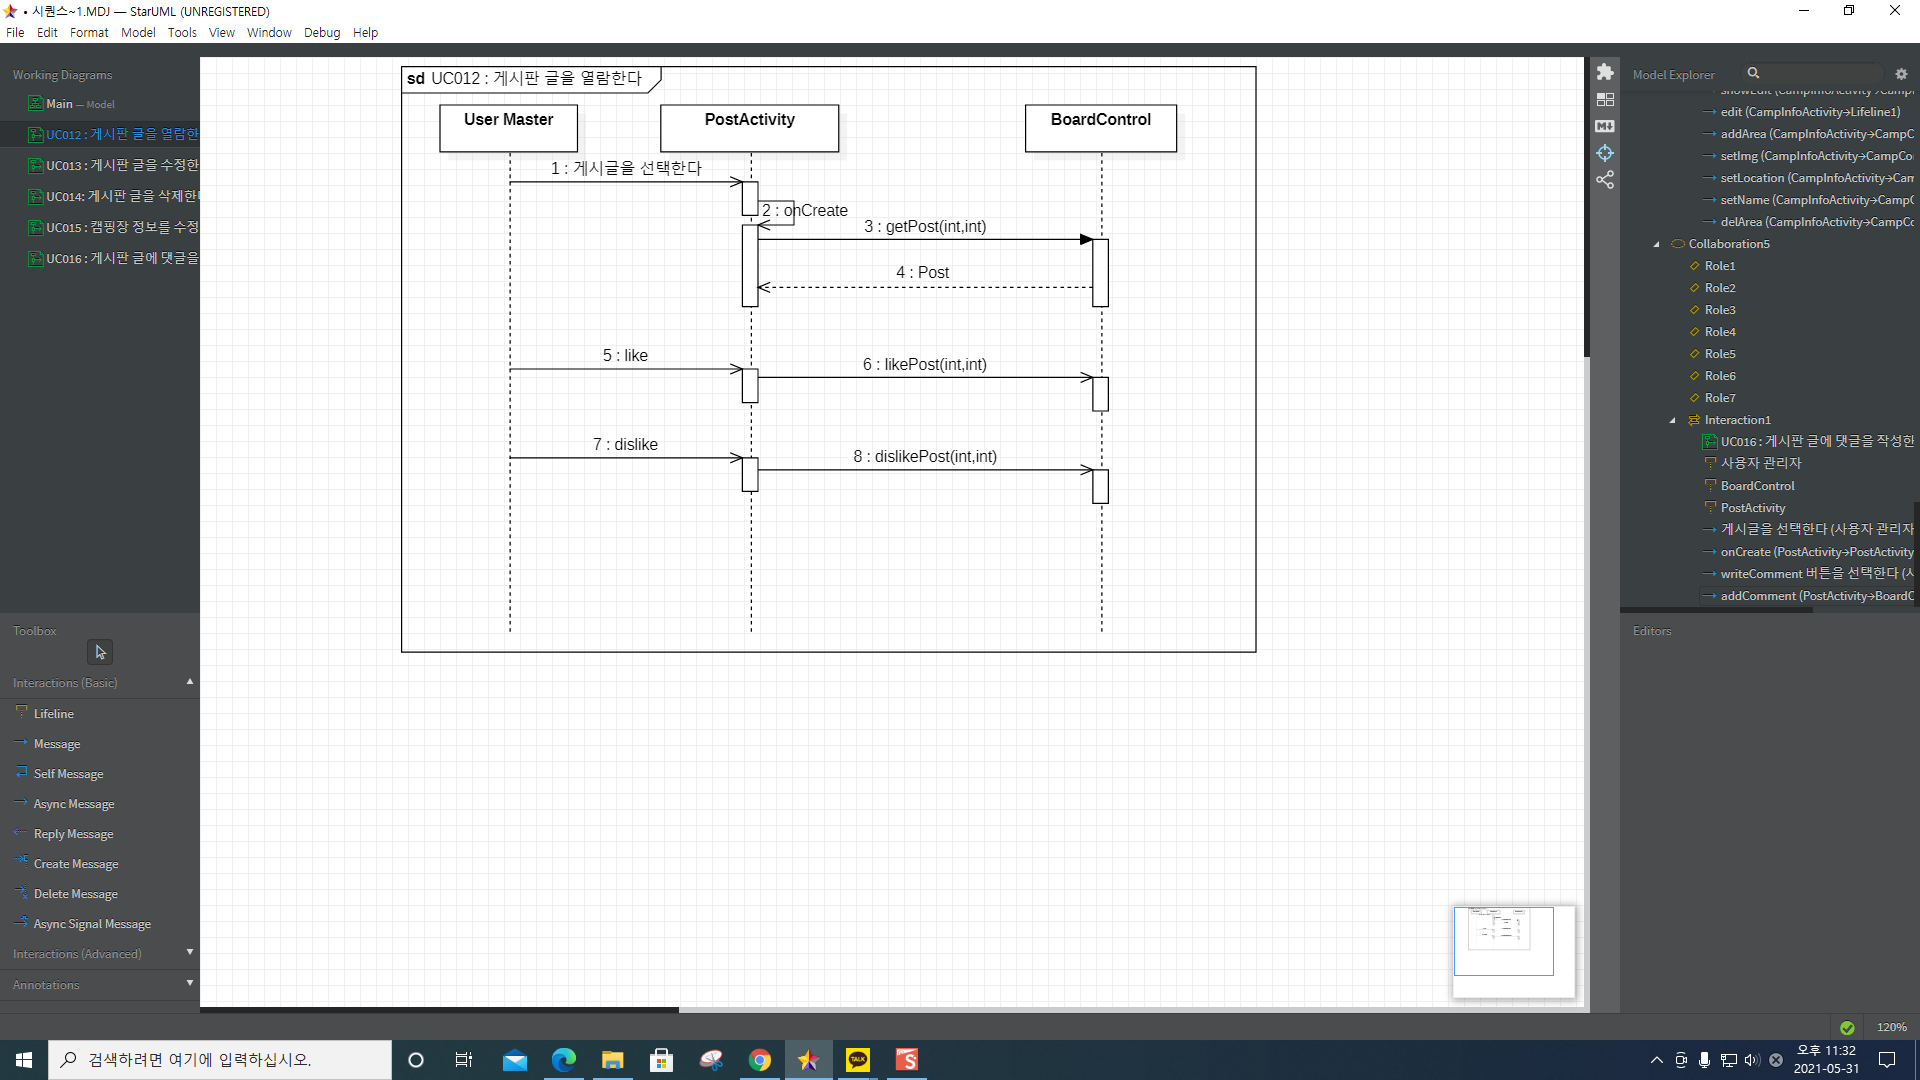 • 시퀀스~1.MDJ — StarUML (UNREGISTERED)
File Edit Format Model Tools View Window Debug Help
Working Diagrams
Main — Model
UC012 : 게시판 글을 열람한
UC013 : 게시판 글을 수정한
UC014: 게시판 글을 삭제한
UC015 : 캠핑장 정보를 수정
UC016 : 게시판 글에 댓글을
Toolbox
Interactions (Basic)
Lifeline
Message
Self Message
Async Message
Reply Message
Create Message
Delete Message
Async Signal Message
Interactions (Advanced)
Annotations
sd UC012 : 게시판 글을 열람한다
User Master
PostActivity
BoardControl
1 : 게시글을 선택한다
2 : onCreate
3 : getPost(int,int)
4 : Post
5 : like
6 : likePost(int,int)
7 : dislike
8 : dislikePost(int,int)
Model Explorer
showEdit (CampInfoActivity→Camp
edit (CampInfoActivity→Lifeline1)
addArea (CampInfoActivity→CampC
setImg (CampInfoActivity→CampCo
setLocation (CampInfoActivity→Cam
setName (CampInfoActivity→CampC
delArea (CampInfoActivity→CampCo
Collaboration5
Role1
Role2
Role3
Role4
Role5
Role6
Role7
Interaction1
UC016 : 게시판 글에 댓글을 작성한
사용자 관리자
BoardControl
PostActivity
게시글을 선택한다 (사용자 관리자
onCreate (PostActivity→PostActivity
writeComment 버튼을 선택한다 (사
addComment (PostActivity→BoardC
Editors
120%
검색하려면 여기에 입력하십시오.
TALK
오후 11:32
2021-05-31